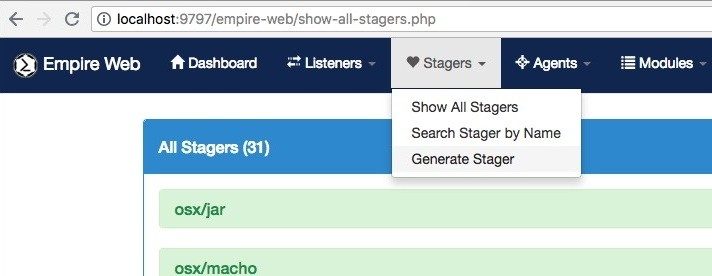 localhost:9797/empire-web/show-all-stagers.php
Empire Web Dashboard Listeners Stagers Agents Modules
Show All Stagers
Search Stager by Name
Generate Stager
All Stagers (31)
osx/jar
osx/macho